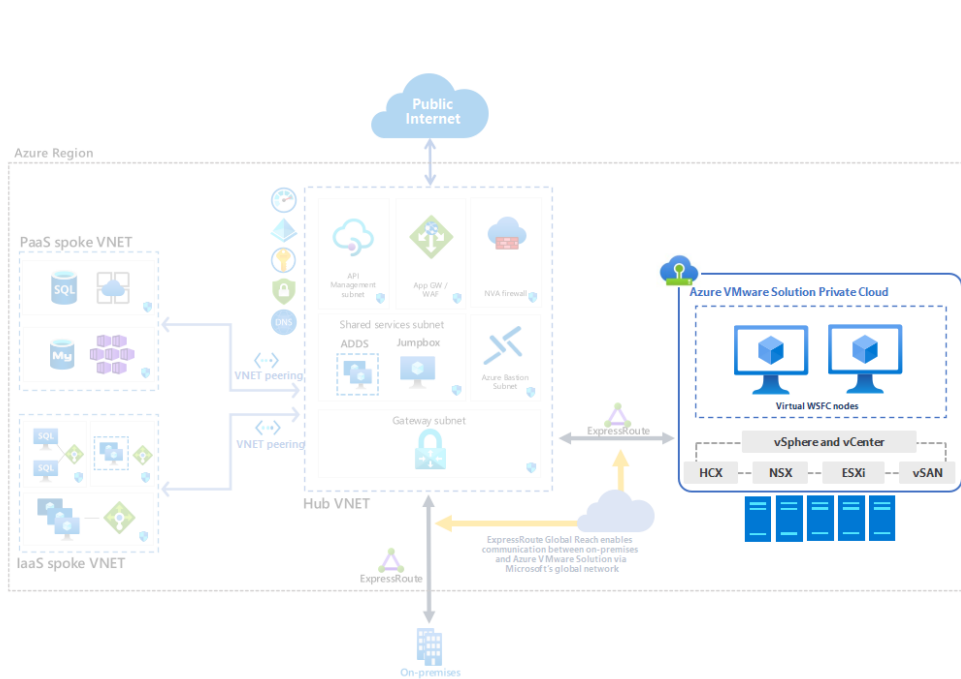 Public
Internet
Azure Region
PaaS spoke VNET
SQL
My
VNET peering
SQL
SQL
VNET peering
IaaS spoke VNET
DNS
API
Management
subnet
App GW /
WAF
NVA firewall
Shared services subnet
ADDS
Jumpbox
Azure Bastion
Subnet
Gateway subnet
Hub VNET
ExpressRoute
ExpressRoute
ExpressRoute Global Reach enables
communication between on-premises
and Azure VMware Solution via
Microsoft's global network
On-premises
Azure VMware Solution Private Cloud
Virtual WSFC nodes
vSphere and vCenter
HCX
NSX
ESXi
vSAN